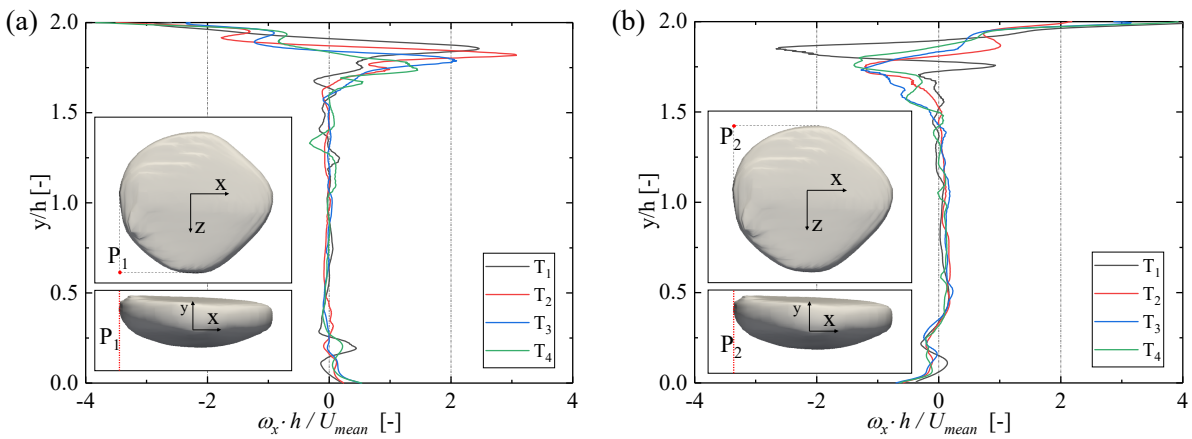 (a)
2.0
1.5
1.0
0.5
0.0
y/h [-]
-4
-2
0
2
4
ωx·h / Umean [-]
X
Z
P1
y
X
P1
T1
T2
T3
T4
(b)
2.0
1.5
1.0
0.5
0.0
y/h [-]
-4
-2
0
2
4
ωx·h / Umean [-]
P2
X
Z
y
X
P2
T1
T2
T3
T4